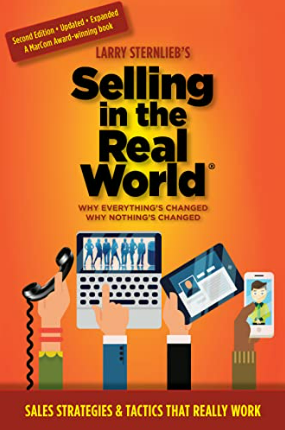 Second Edition • Updated • Expanded
A MarCom Award-winning book
LARRY STERNLIEB'S
Selling
in the
Real
World®
WHY EVERYTHING'S CHANGED
WHY NOTHING'S CHANGED
SALES STRATEGIES & TACTICS THAT REALLY WORK